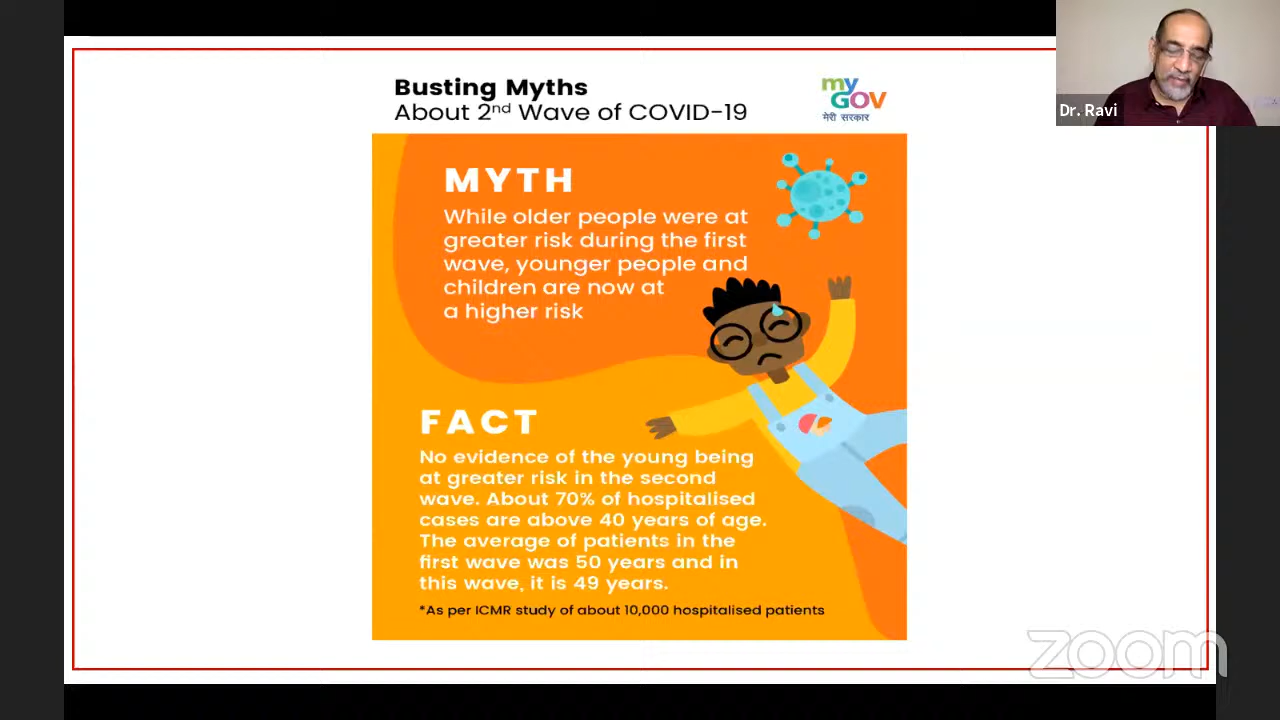 Busting Myths
About 2nd Wave of COVID-19
my
GOV
मेरी सरकार
Dr. Ravi
MYTH
While older people were at
greater risk during the first
wave, younger people and
children are now at
a higher risk
FACT
No evidence of the young being
at greater risk in the second
wave. About 70% of hospitalised
cases are above 40 years of age.
The average of patients in the
first wave was 50 years and in
this wave, it is 49 years.
*As per ICMR study of about 10,000 hospitalised patients
zoom